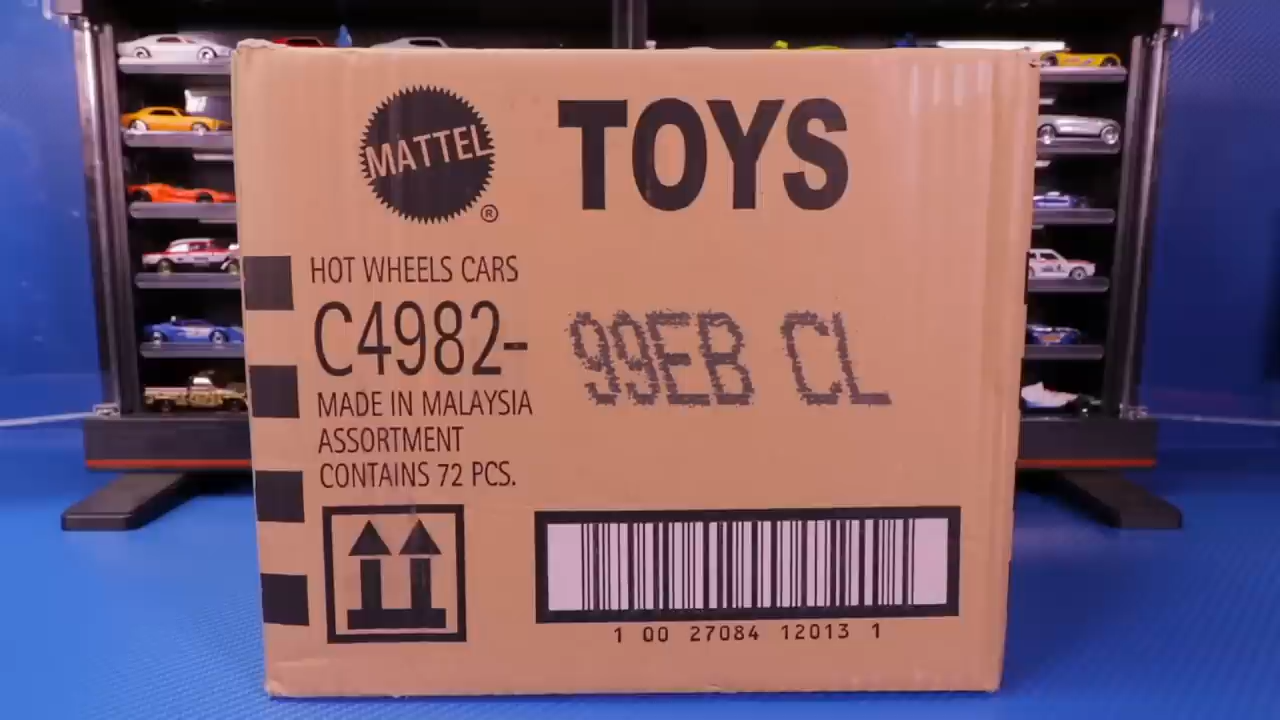 MATTEL ®
TOYS
HOT WHEELS CARS
C4982- 99EB CL
MADE IN MALAYSIA
ASSORTMENT
CONTAINS 72 PCS.
1 00 27084 12013 1